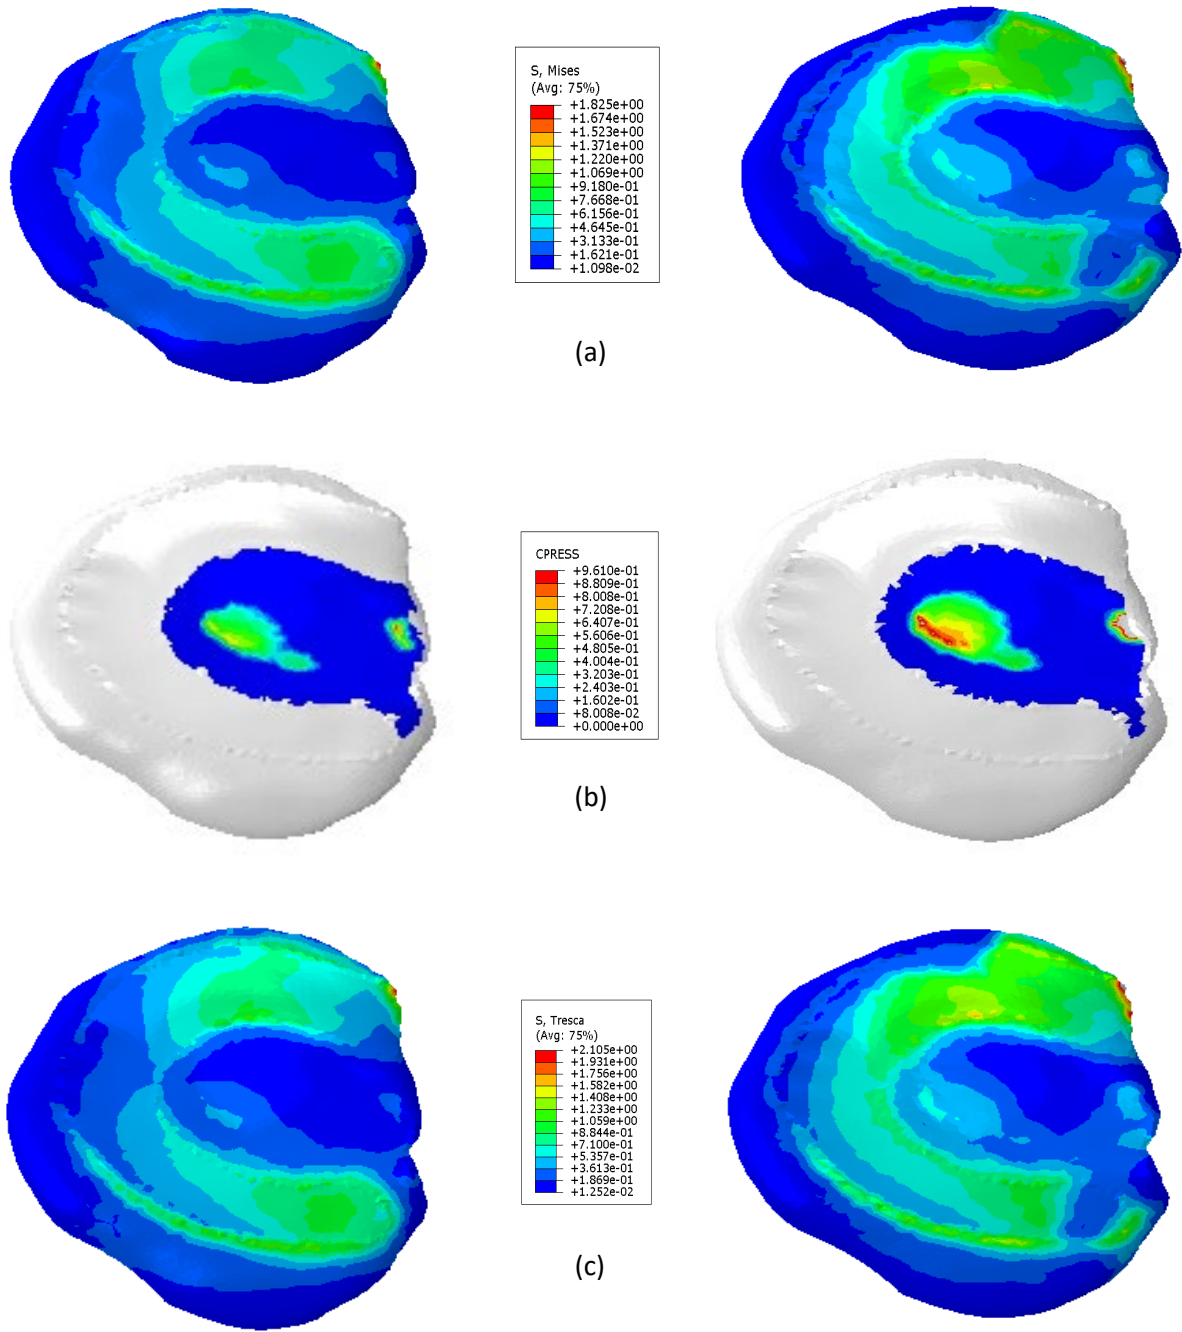 S, Mises
(Avg: 75%)
+1.825e+00
+1.674e+00
+1.523e+00
+1.371e+00
+1.220e+00
+1.069e+00
+9.180e-01
+7.668e-01
+6.156e-01
+4.645e-01
+3.133e-01
+1.621e-01
+1.098e-02
(a)
CPRESS
+9.610e-01
+8.809e-01
+8.008e-01
+7.208e-01
+6.407e-01
+5.606e-01
+4.805e-01
+4.004e-01
+3.203e-01
+2.403e-01
+1.602e-01
+8.008e-02
+0.000e+00
(b)
S, Tresca
(Avg: 75%)
+2.105e+00
+1.931e+00
+1.756e+00
+1.582e+00
+1.408e+00
+1.233e+00
+1.059e+00
+8.844e-01
+7.100e-01
+5.357e-01
+3.613e-01
+1.869e-01
+1.252e-02
(c)